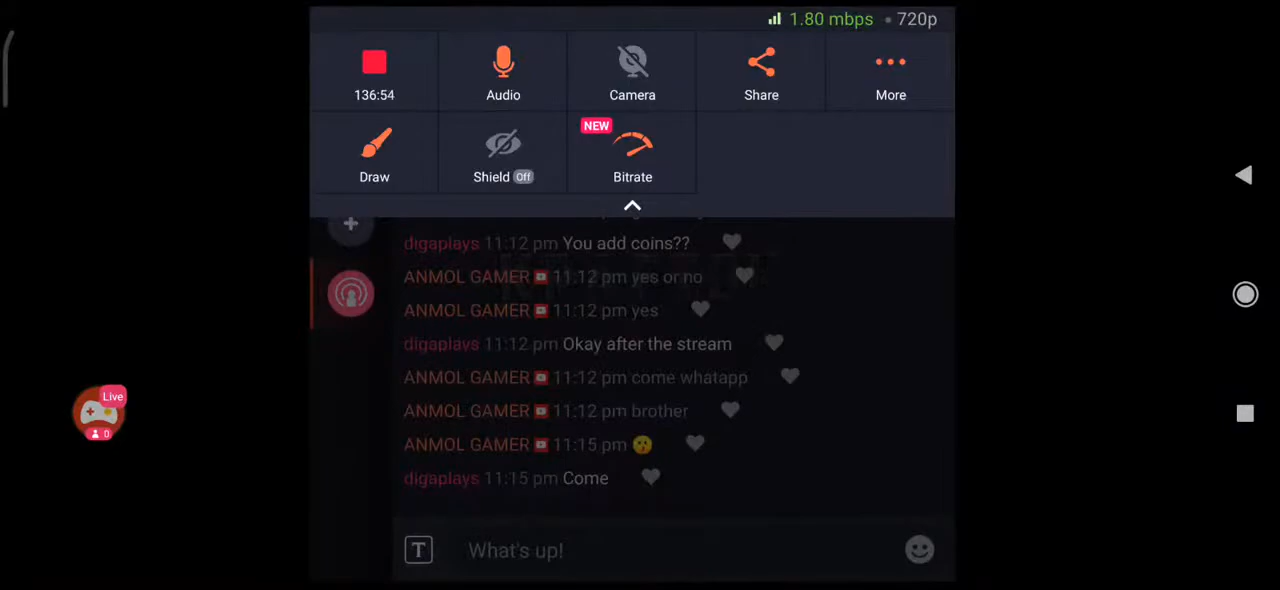 1.80 mbps • 720p
136:54
Audio
Camera
Share
More
Draw
Shield Off
NEW
Bitrate
digaplays 11:12 pm You add coins??
ANMOL GAMER 11:12 pm yes or no
ANMOL GAMER 11:12 pm yes
digaplays 11:12 pm Okay after the stream
ANMOL GAMER 11:12 pm come whatapp
ANMOL GAMER 11:12 pm brother
ANMOL GAMER 11:15 pm 🤫
digaplays 11:15 pm Come
Live
0
T
What's up!